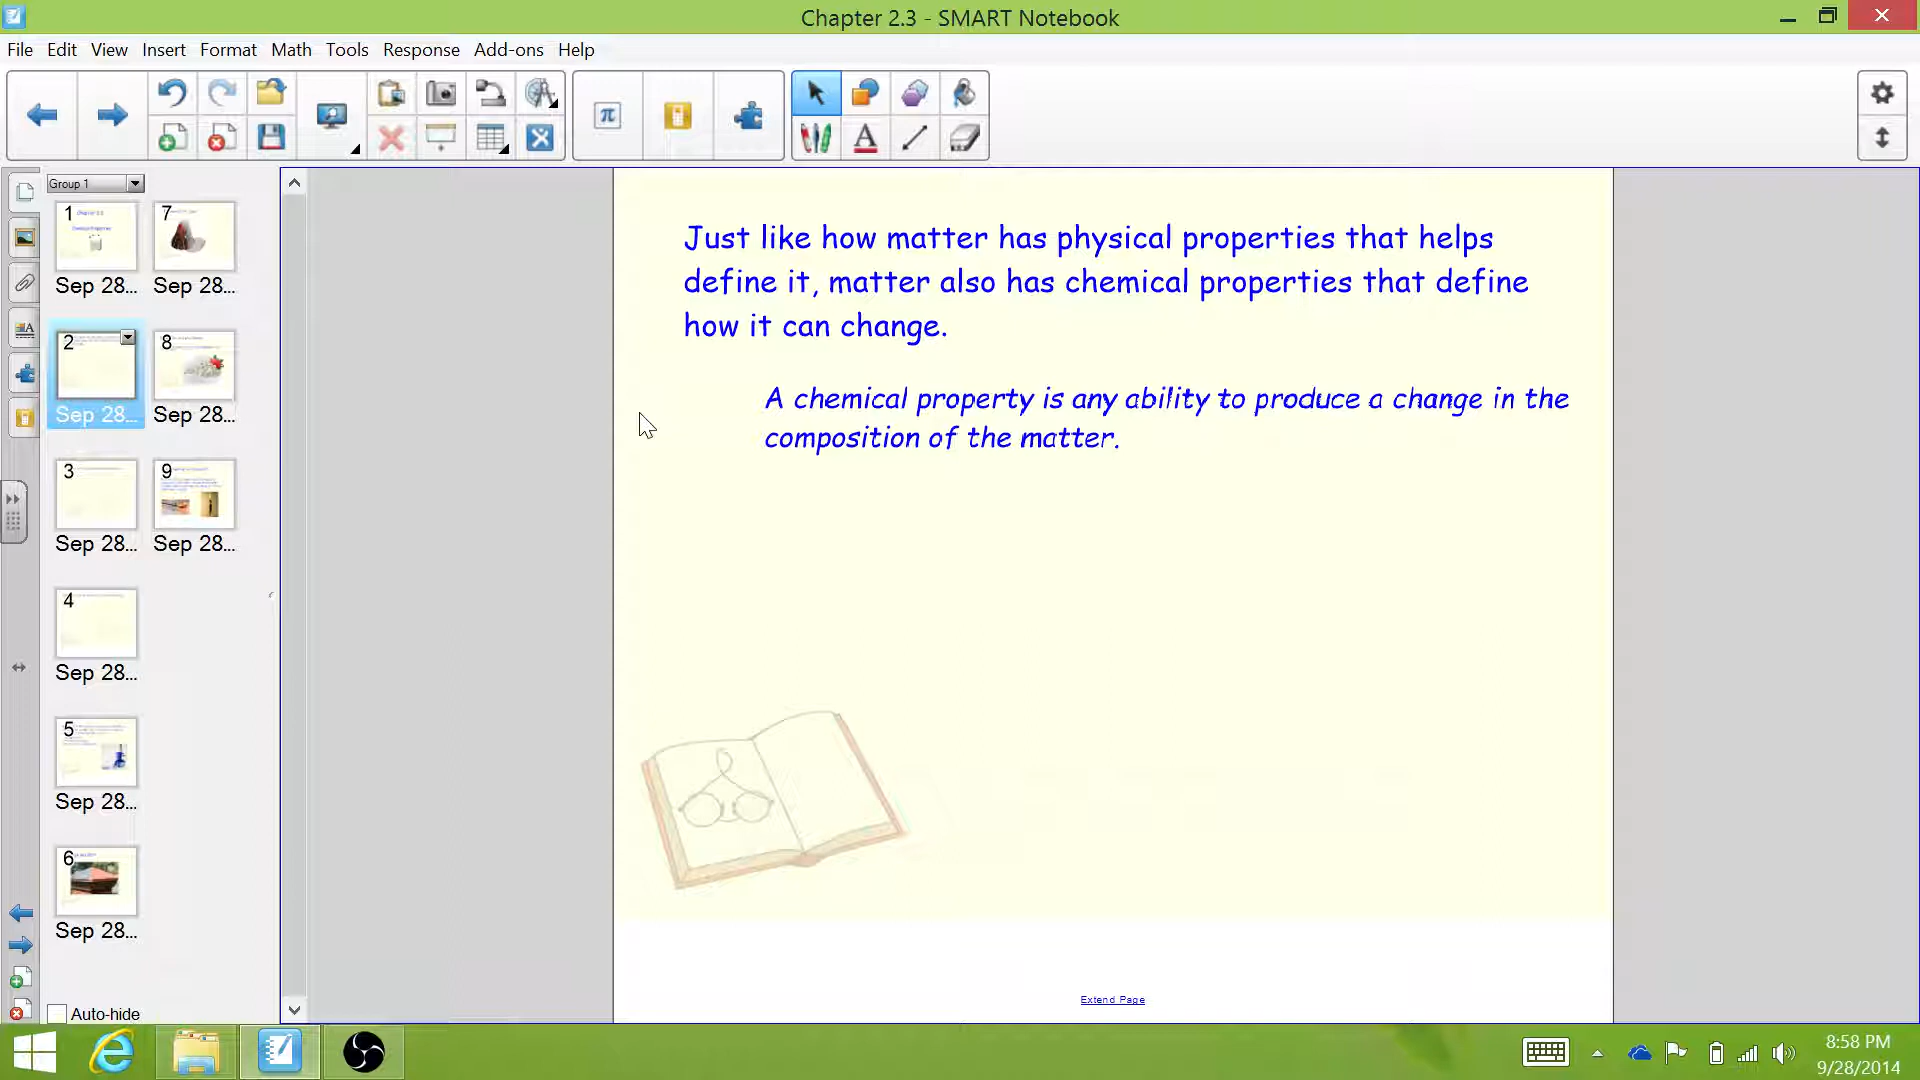 Chapter 2.3 - SMART Notebook
File Edit View Insert Format Math Tools Response Add-ons Help
Group 1
1
Sep 28...
7
Sep 28...
2
Sep 28...
8
Sep 28...
3
Sep 28...
9
Sep 28...
4
Sep 28...
5
Sep 28...
6
Sep 28...
Auto-hide
Just like how matter has physical properties that helps
define it, matter also has chemical properties that define
how it can change.
A chemical property is any ability to produce a change in the
composition of the matter.
Extend Page
8:58 PM
9/28/2014